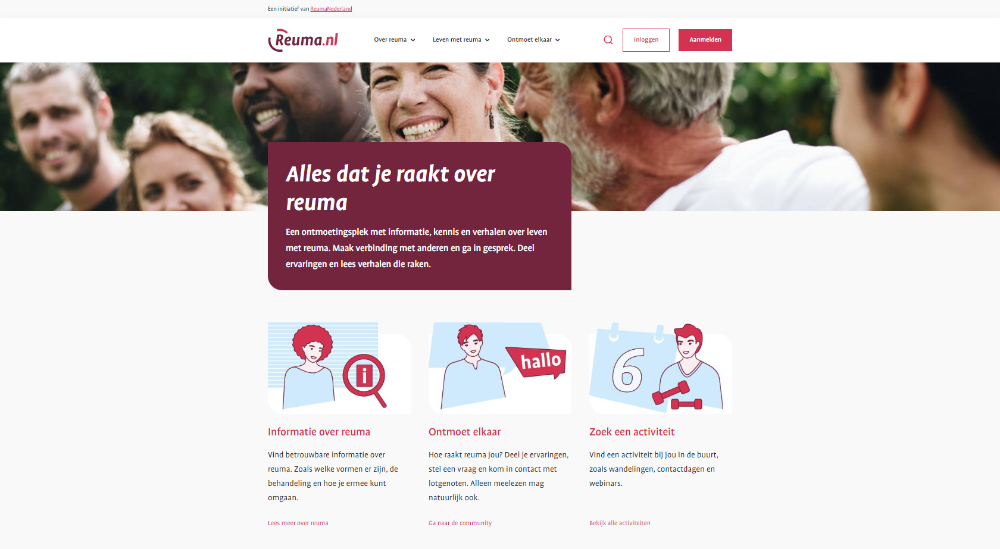 Een initiatief van ReumaNederland
Reuma.nl
Over reuma
Leven met reuma
Ontmoet elkaar
Inloggen
Aanmelden
Alles dat je raakt over
reuma
Een ontmoetingsplek met informatie, kennis en verhalen over leven
met reuma. Maak verbinding met anderen en ga in gesprek. Deel
ervaringen en lees verhalen die raken.
i
hallo
6
Informatie over reuma
Vind betrouwbare informatie over
reuma. Zoals welke vormen er zijn, de
behandeling en hoe je ermee kunt
omgaan.
Lees meer over reuma
Ontmoet elkaar
Hoe raakt reuma jou? Deel je ervaringen,
stel een vraag en kom in contact met
lotgenoten. Alleen meelezen mag
natuurlijk ook.
Ga naar de community
Zoek een activiteit
Vind een activiteit bij jou in de buurt,
zoals wandelingen, contactdagen en
webinars.
Bekijk alle activiteiten